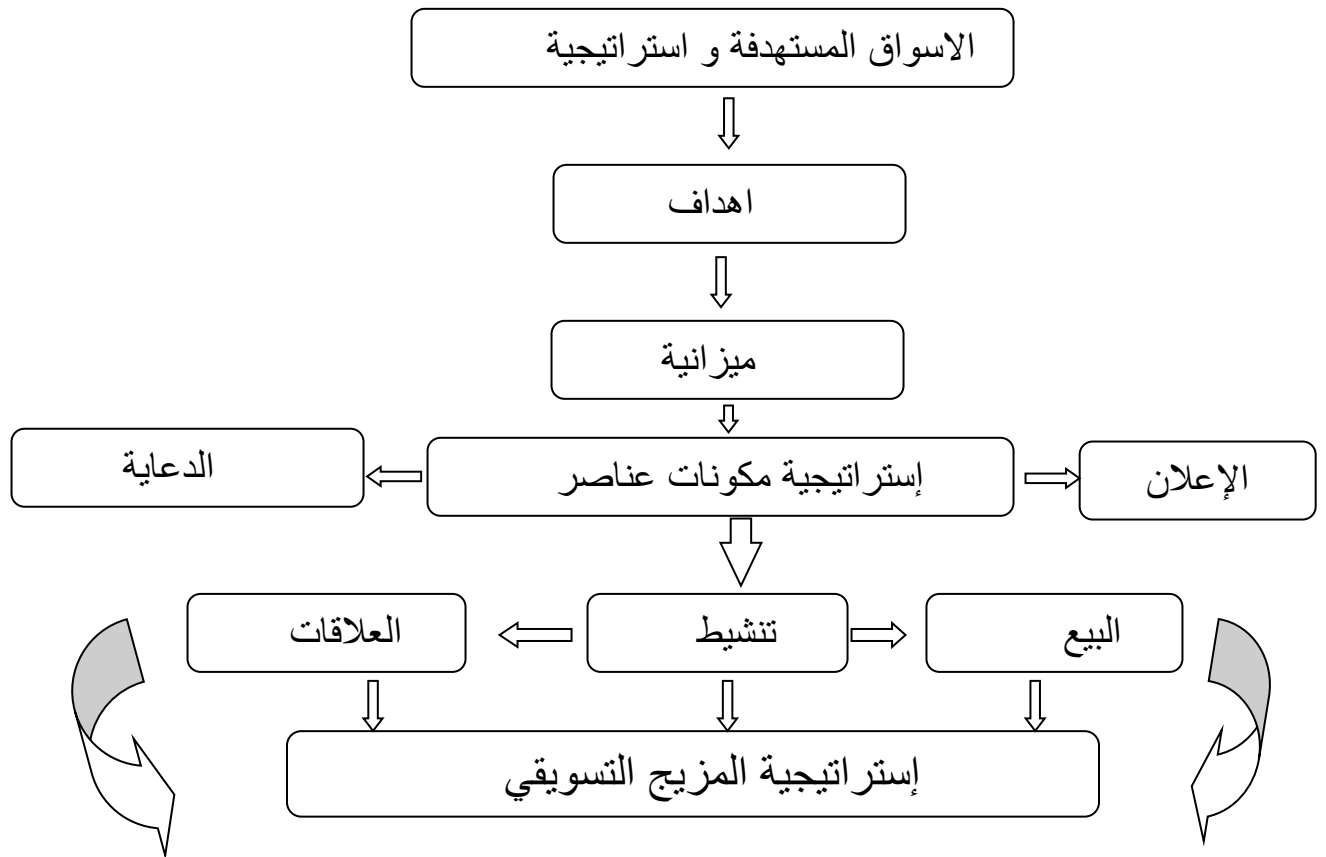 الاسواق المستهدفة و استراتيجية
اهداف
ميزانية
الإعلان
إستراتيجية مكونات عناصر
الدعاية
البيع
تنشيط
العلاقات
إستراتيجية المزيج التسويقي